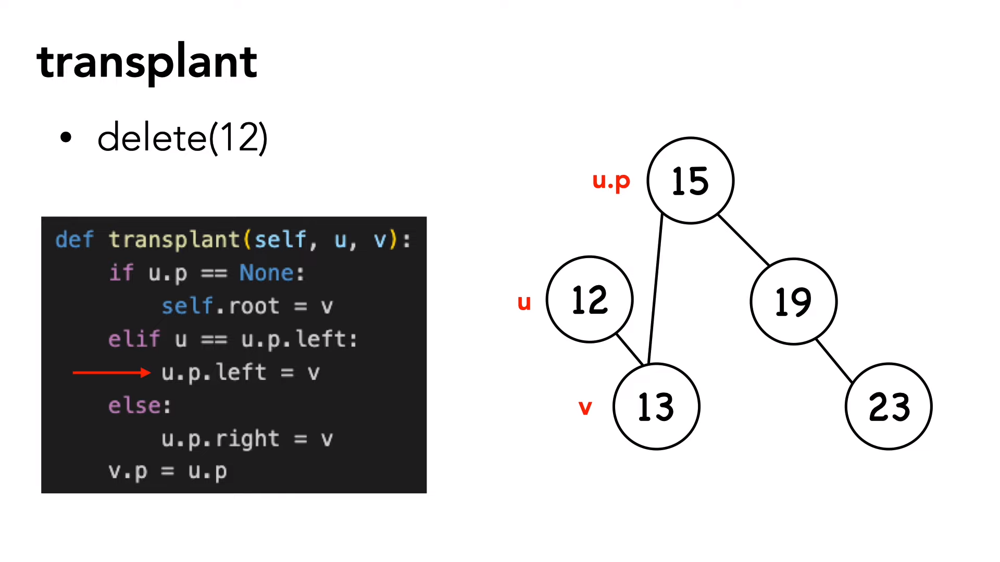 transplant
• delete(12)
def transplant(self, u, v):
    if u.p == None:
        self.root = v
    elif u == u.p.left:
        u.p.left = v
    else:
        u.p.right = v
    v.p = u.p
u.p 15
u 12 19
v 13 23